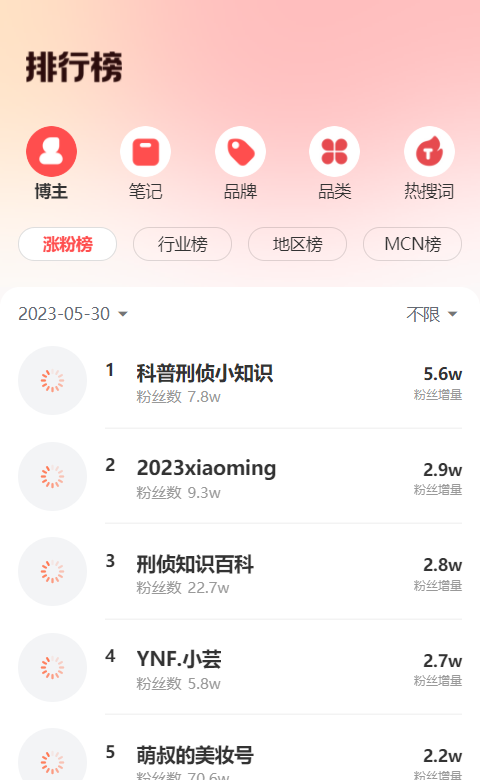 排行榜
博主 笔记 品牌 品类 热搜词
涨粉榜 行业榜 地区榜 MCN榜
2023-05-30 不限
1 科普刑侦小知识 5.6w
粉丝数 7.8w 粉丝增量
2 2023xiaoming 2.9w
粉丝数 9.3w 粉丝增量
3 刑侦知识百科 2.8w
粉丝数 22.7w 粉丝增量
4 YNF.小芸 2.7w
粉丝数 5.8w 粉丝增量
5 萌叔的美妆号 2.2w
粉丝数 70.6w 粉丝增量